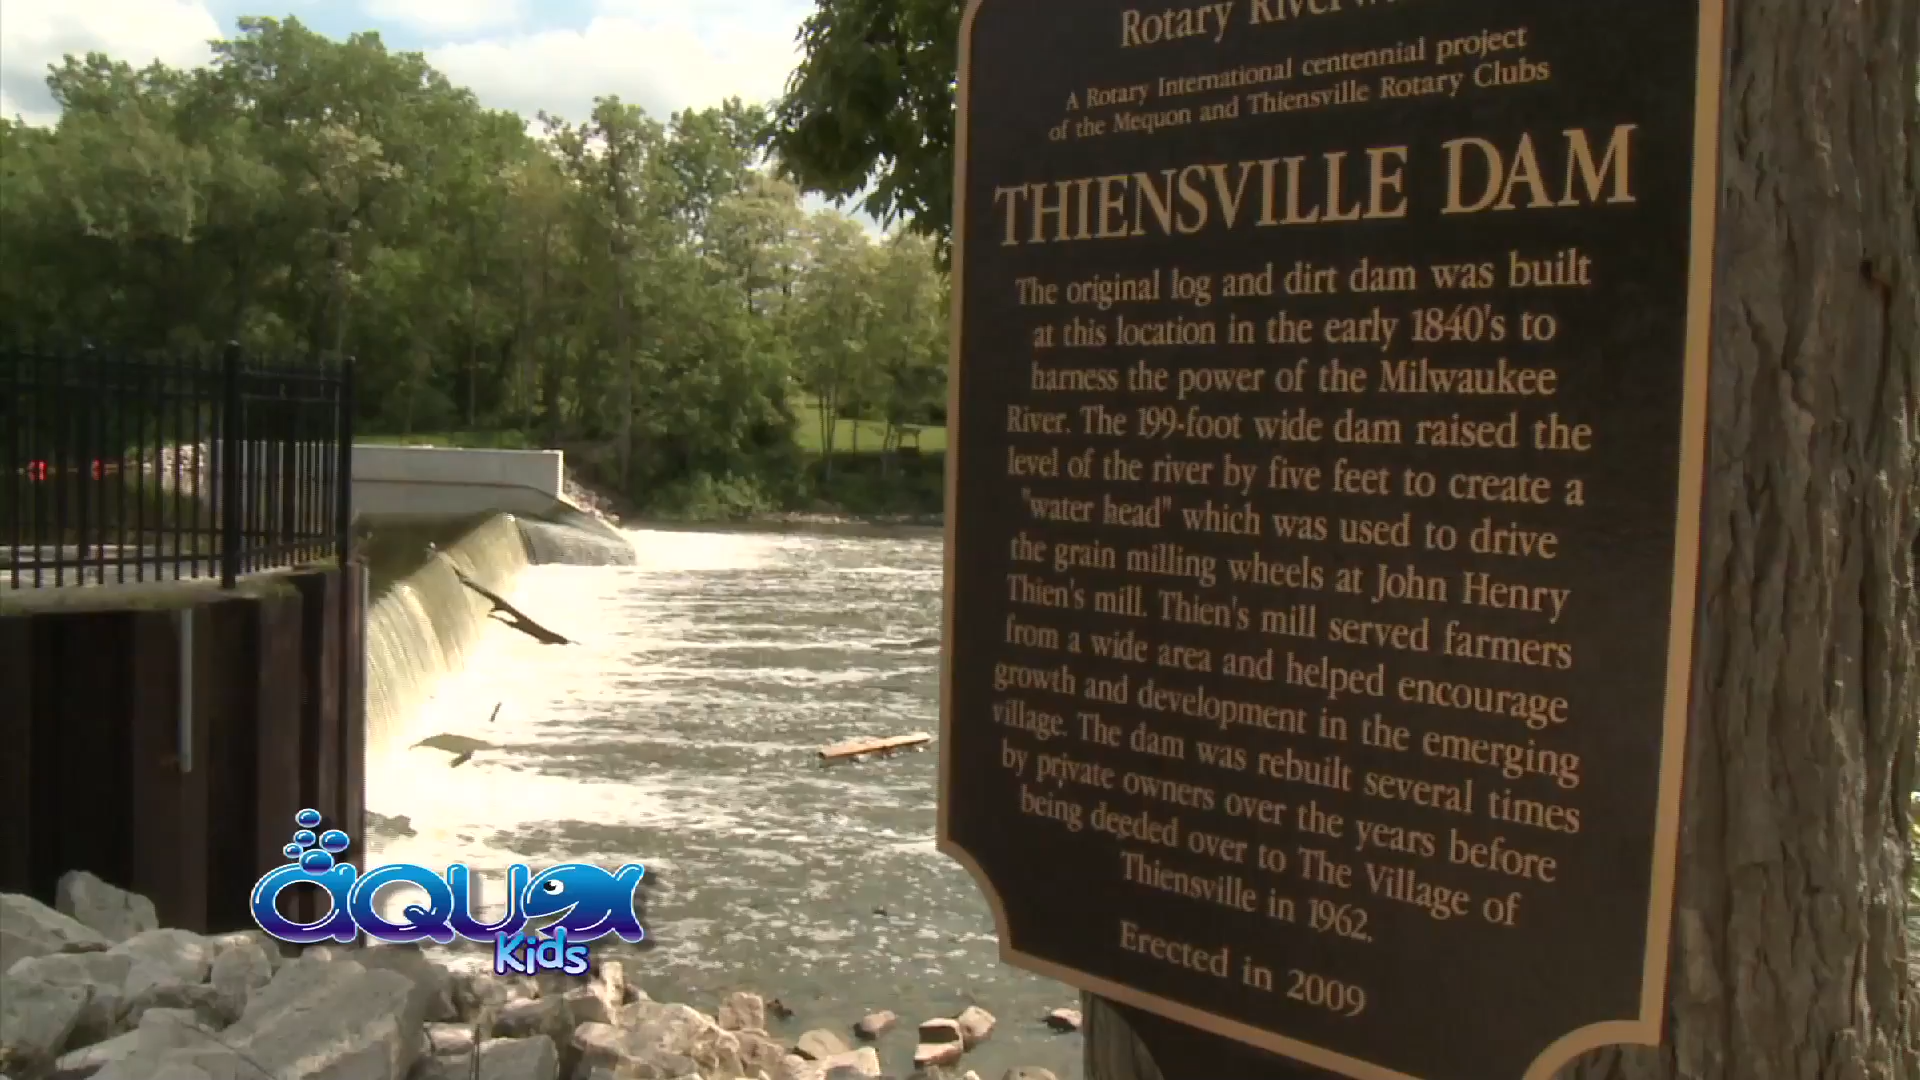 Rotary
A Rotary International centennial project
of the Mequon and Thiensville Rotary Clubs
THIENSVILLE DAM
The original log and dirt dam was built
at this location in the early 1840's to
harness the power of the Milwaukee
River. The 199-foot wide dam raised the
level of the river by five feet to create a
"water head" which was used to drive
the grain milling wheels at John Henry
Thien's mill. Thien's mill served farmers
from a wide area and helped encourage
growth and development in the emerging
village. The dam was rebuilt several times
by private owners over the years before
being deeded over to The Village of
Thiensville in 1962.
Erected in 2009
aqua
Kids